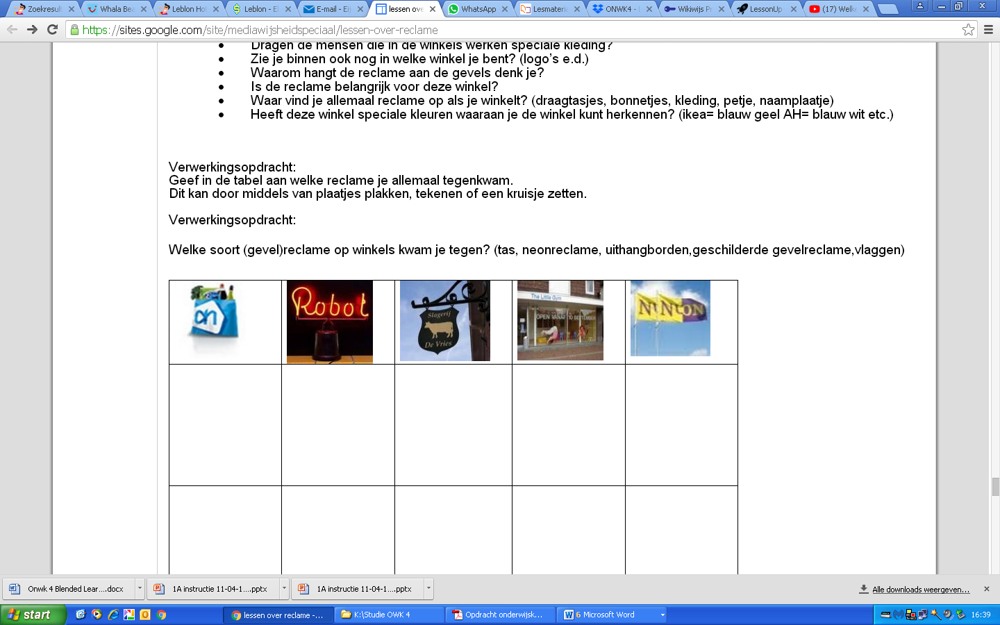 Zoekresult
Whala Bea
Leblon Hol
Leblon - El
E-mail - Eij
lessen ove
WhatsApp
Lesmateria
ONWK4 -
Wikiwijs Pr
LessonUp
(17) Welke
https://sites.google.com/site/mediawijsheidspeciaal/lessen-over-reclame
• Dragen de mensen die in de winkels werken speciale kleding?
• Zie je binnen ook nog in welke winkel je bent? (logo's e.d.)
• Waarom hangt de reclame aan de gevels denk je?
• Is de reclame belangrijk voor deze winkel?
• Waar vind je allemaal reclame op als je winkelt? (draagtasjes, bonnetjes, kleding, petje, naamplaatje)
• Heeft deze winkel speciale kleuren waaraan je de winkel kunt herkennen? (ikea= blauw geel AH= blauw wit etc.)
Verwerkingsopdracht:
Geef in de tabel aan welke reclame je allemaal tegenkwam.
Dit kan door middels van plaatjes plakken, tekenen of een kruisje zetten.
Verwerkingsopdracht:
Welke soort (gevel)reclame op winkels kwam je tegen? (tas, neonreclame, uithangborden,geschilderde gevelreclame,vlaggen)
Robot
Slagerij
De Vries
The Little Gym
OPEN VANAF 10 SEPTEMBER
Onwk 4 Blended Lear....docx
1A instructie 11-04-1....pptx
1A instructie 11-04-1....pptx
Alle downloads weergeven...
start
lessen over reclame -...
K:\Studie OWK 4
Opdracht onderwijsk...
6 Microsoft Word
16:39